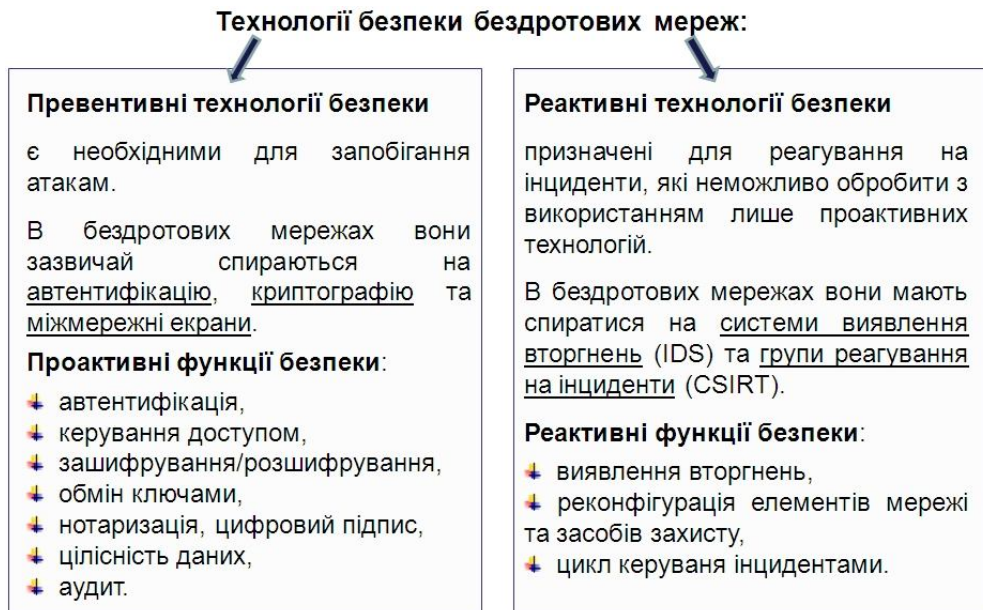 Технології безпеки бездротових мереж:
Превентивні технології безпеки
є необхідними для запобігання
атакам.
В бездротових мережах вони
зазвичай спираються на
автентифікацію, криптографію та
міжмережні екрани.
Проактивні функції безпеки:
автентифікація,
керування доступом,
зашифрування/розшифрування,
обмін ключами,
нотаризація, цифровий підпис,
цілісність даних,
аудит.
Реактивні технології безпеки
призначені для реагування на
інциденти, які неможливо обробити з
використанням лише проактивних
технологій.
В бездротових мережах вони мають
спиратися на системи виявлення
вторгнень (IDS) та групи реагування
на інциденти (CSIRT).
Реактивні функції безпеки:
виявлення вторгнень,
реконфігурація елементів мережі
та засобів захисту,
цикл керуваня інцидентами.